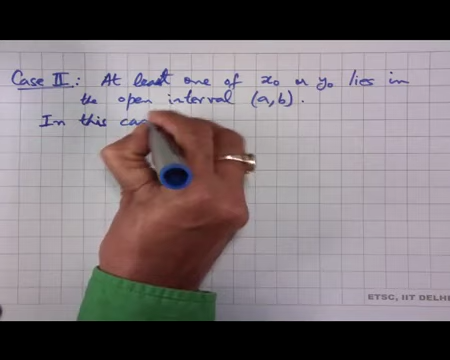 Case II: At least one of x₀ or y₀ lies in
the open interval (a,b).
In this ca
ETSC, IIT DELHI